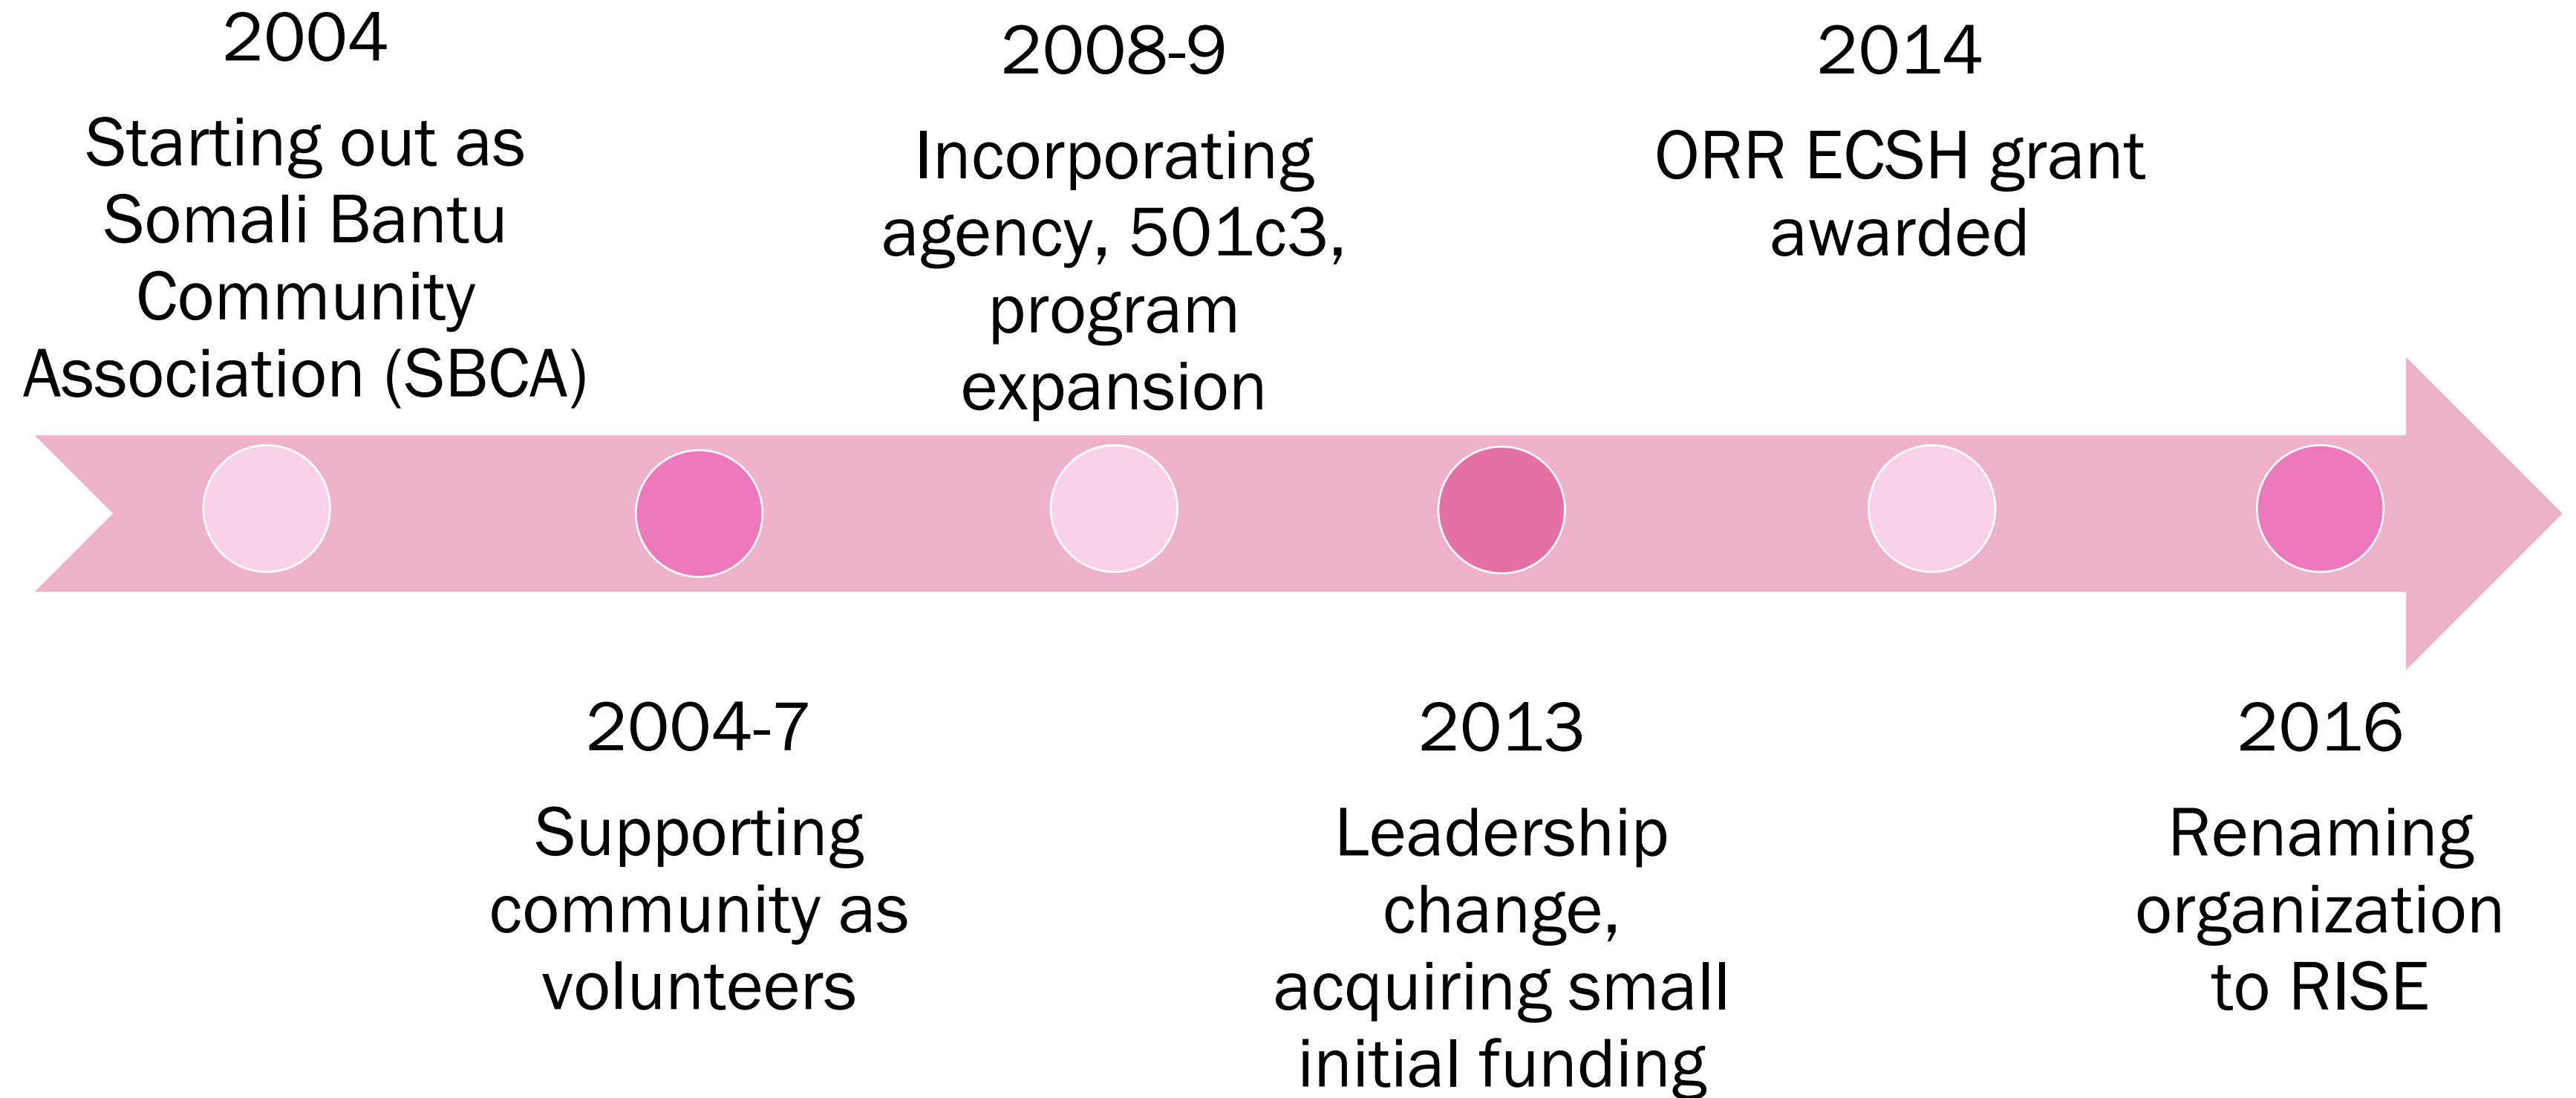 2004
Starting out as
Somali Bantu
Community
Association (SBCA)
2004-7
Supporting
community as
volunteers
2008-9
Incorporating
agency, 501c3,
program
expansion
2013
Leadership
change,
acquiring small
initial funding
2014
ORR ECSH grant
awarded
2016
Renaming
organization
to RISE